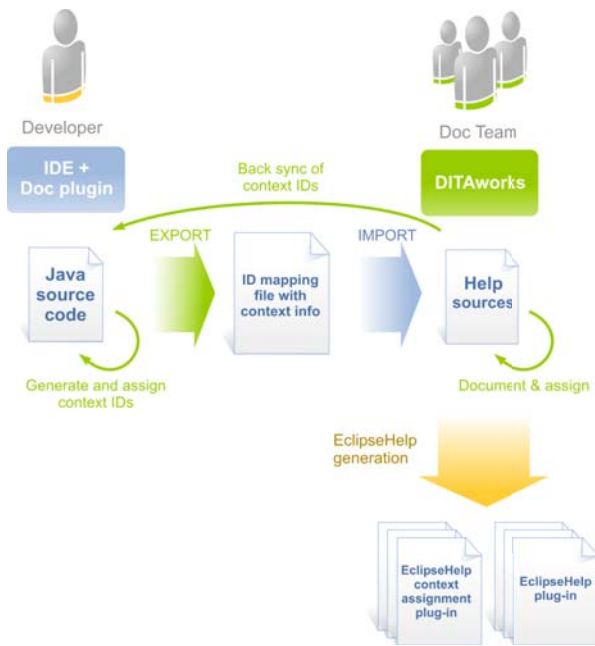 Developer
Doc Team
IDE +
Doc plugin
DITAworks
Back sync of
context IDs
EXPORT
IMPORT
Java
source
code
ID mapping
file with
context info
Help
sources
Generate and assign
context IDs
Document & assign
EclipseHelp
generation
EclipseHelp
context
assignment
plug-in
EclipseHelp
plug-in